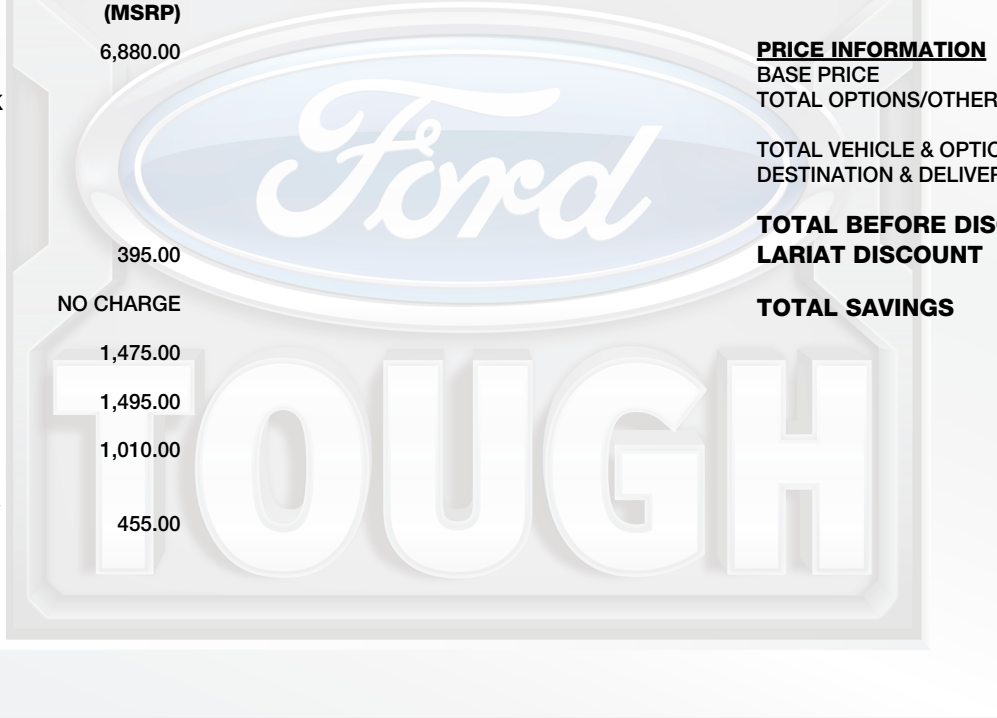 (MSRP)
6,880.00
395.00
NO CHARGE
1,475.00
1,495.00
1,010.00
455.00
Ford
TOUGH
PRICE INFORMATION
BASE PRICE
TOTAL OPTIONS/OTHER
TOTAL VEHICLE & OPTIO
DESTINATION & DELIVER
TOTAL BEFORE DISC
LARIAT DISCOUNT
TOTAL SAVINGS